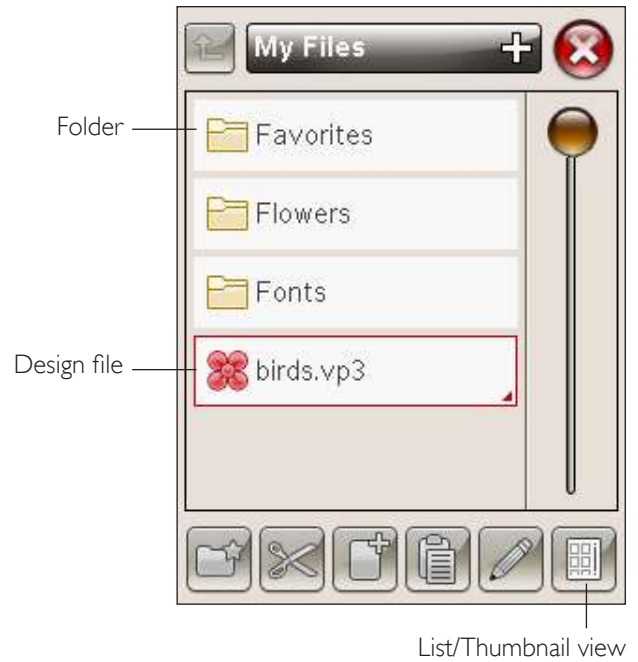 My Files
Folder
Favorites
Flowers
Fonts
Design file
birds.vp3
List/Thumbnail view